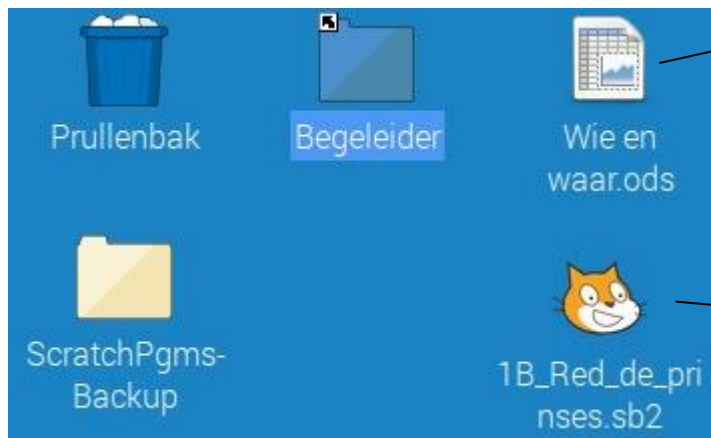 Prullenbak
Begeleider
Wie en
waar.ods
ScratchPgms-
Backup
1B_Red_de_pri
nses.sb2